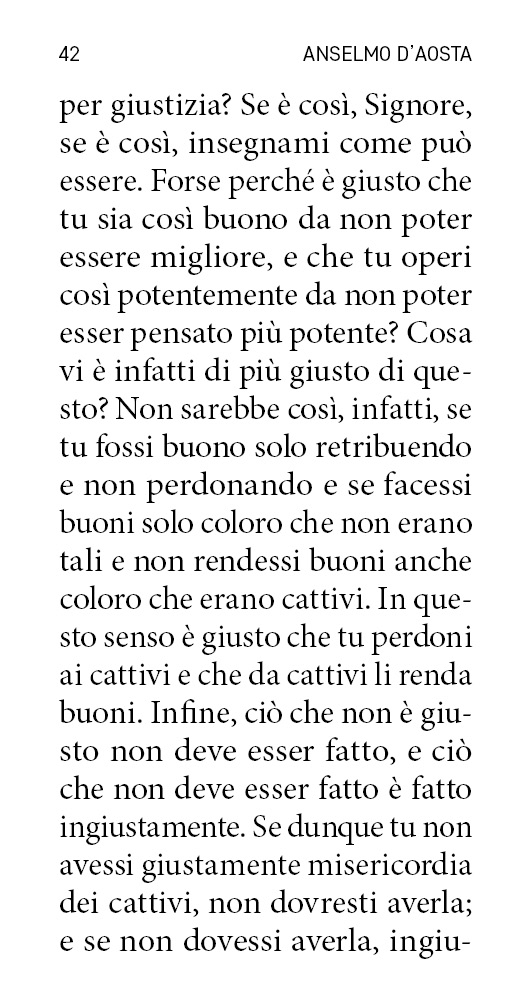 42 ANSELMO D'AOSTA
per giustizia? Se è così, Signore,
se è così, insegnami come può
essere. Forse perché è giusto che
tu sia così buono da non poter
essere migliore, e che tu operi
così potentemente da non poter
esser pensato più potente? Cosa
vi è infatti di più giusto di que-
sto? Non sarebbe così, infatti, se
tu fossi buono solo retribuendo
e non perdonando e se facessi
buoni solo coloro che non erano
tali e non rendessi buoni anche
coloro che erano cattivi. In que-
sto senso è giusto che tu perdoni
ai cattivi e che da cattivi li renda
buoni. Infine, ciò che non è giu-
sto non deve esser fatto, e ciò
che non deve esser fatto è fatto
ingiustamente. Se dunque tu non
avessi giustamente misericordia
dei cattivi, non dovresti averla;
e se non dovessi averla, ingiu-